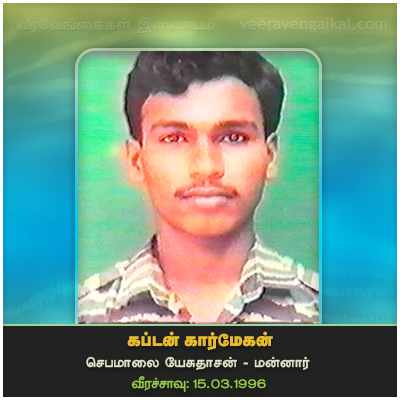 வீரவேங்கைகள் இணையம் veeravengaikal.com
கப்டன் கார்மேகன்
செபமாலை யேசுதாசன் - மன்னார்
வீரச்சாவு: 15.03.1996